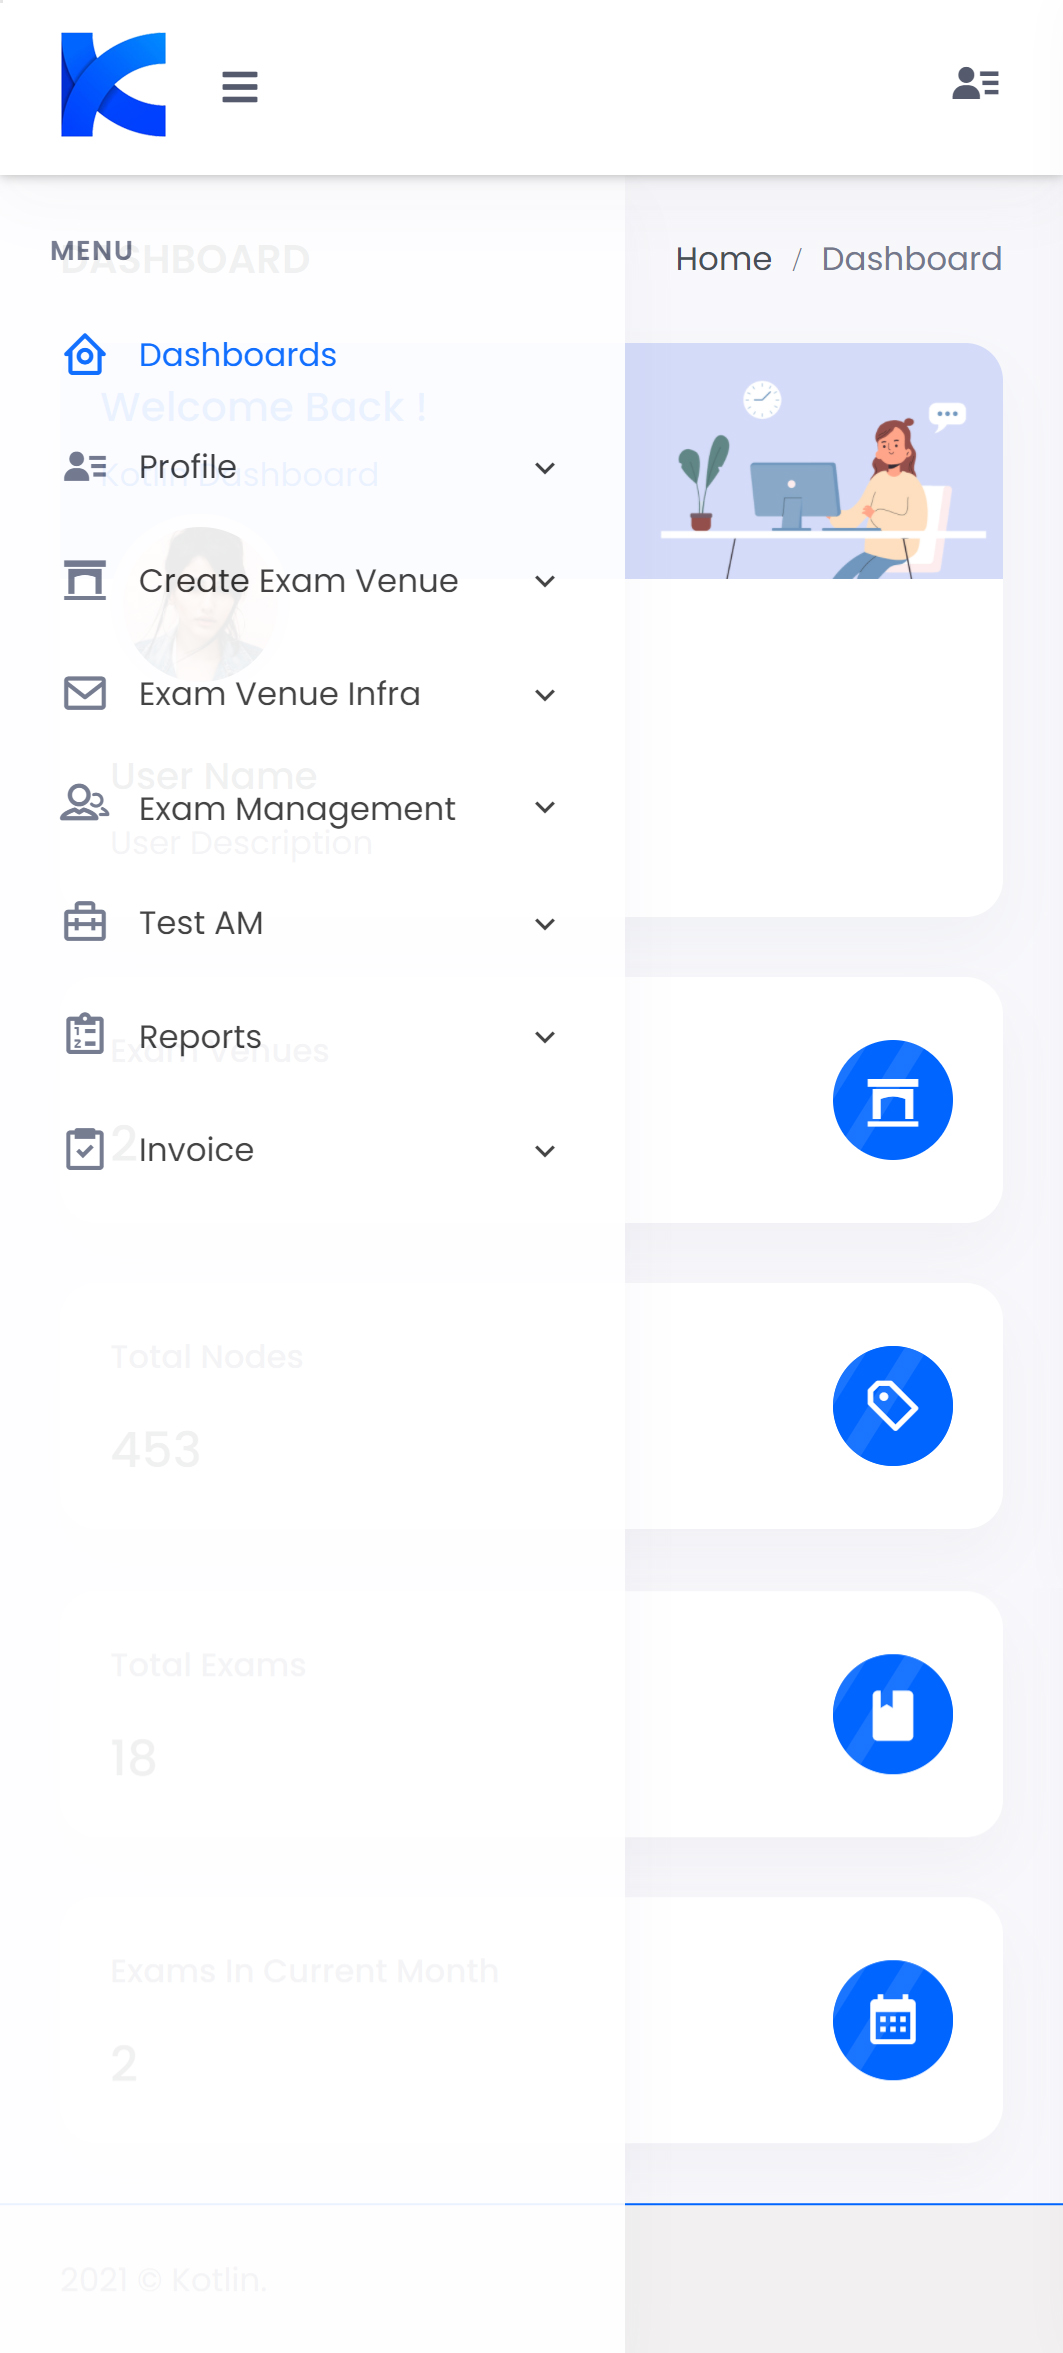 MENU
DASHBOARD
Home / Dashboard
Dashboards
Welcome Back !
Profile
Kotlin Dashboard
Create Exam Venue
Exam Venue Infra
User Name
Exam Management
User Description
Test AM
Reports
Exam Venues
2
Invoice
Total Nodes
453
Total Exams
18
Exams In Current Month
2
2021 © Kotlin.